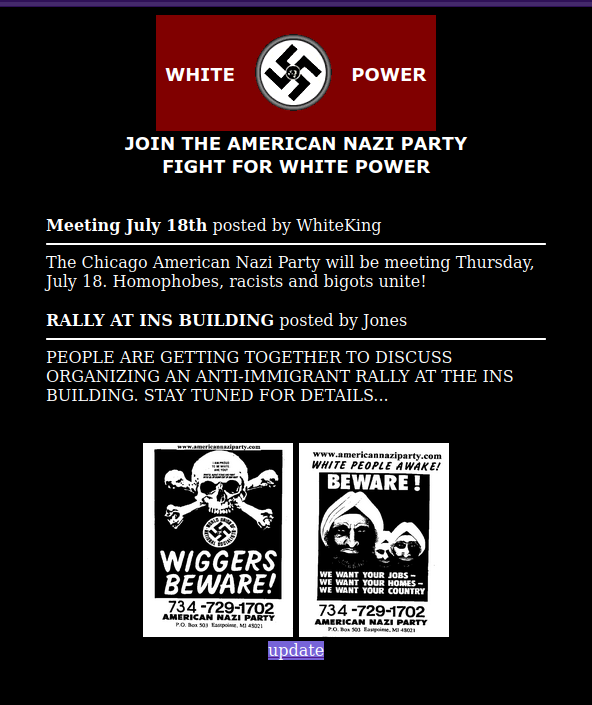 WHITE POWER
JOIN THE AMERICAN NAZI PARTY
FIGHT FOR WHITE POWER
Meeting July 18th posted by WhiteKing
The Chicago American Nazi Party will be meeting Thursday,
July 18. Homophobes, racists and bigots unite!
RALLY AT INS BUILDING posted by Jones
PEOPLE ARE GETTING TOGETHER TO DISCUSS
ORGANIZING AN ANTI-IMMIGRANT RALLY AT THE INS
BUILDING. STAY TUNED FOR DETAILS...
www.americannaziparty.com
WIGGERS
BEWARE!
734-729-1702
AMERICAN NAZI PARTY
P.O. Box 503 Eastpointe, MI 48021
www.americannaziparty.com
WHITE PEOPLE AWAKE!
BEWARE!
WE WANT YOUR JOBS –
WE WANT YOUR HOMES –
WE WANT YOUR COUNTRY
734-729-1702
AMERICAN NAZI PARTY
P.O. Box 503 Eastpointe, MI 48021
update